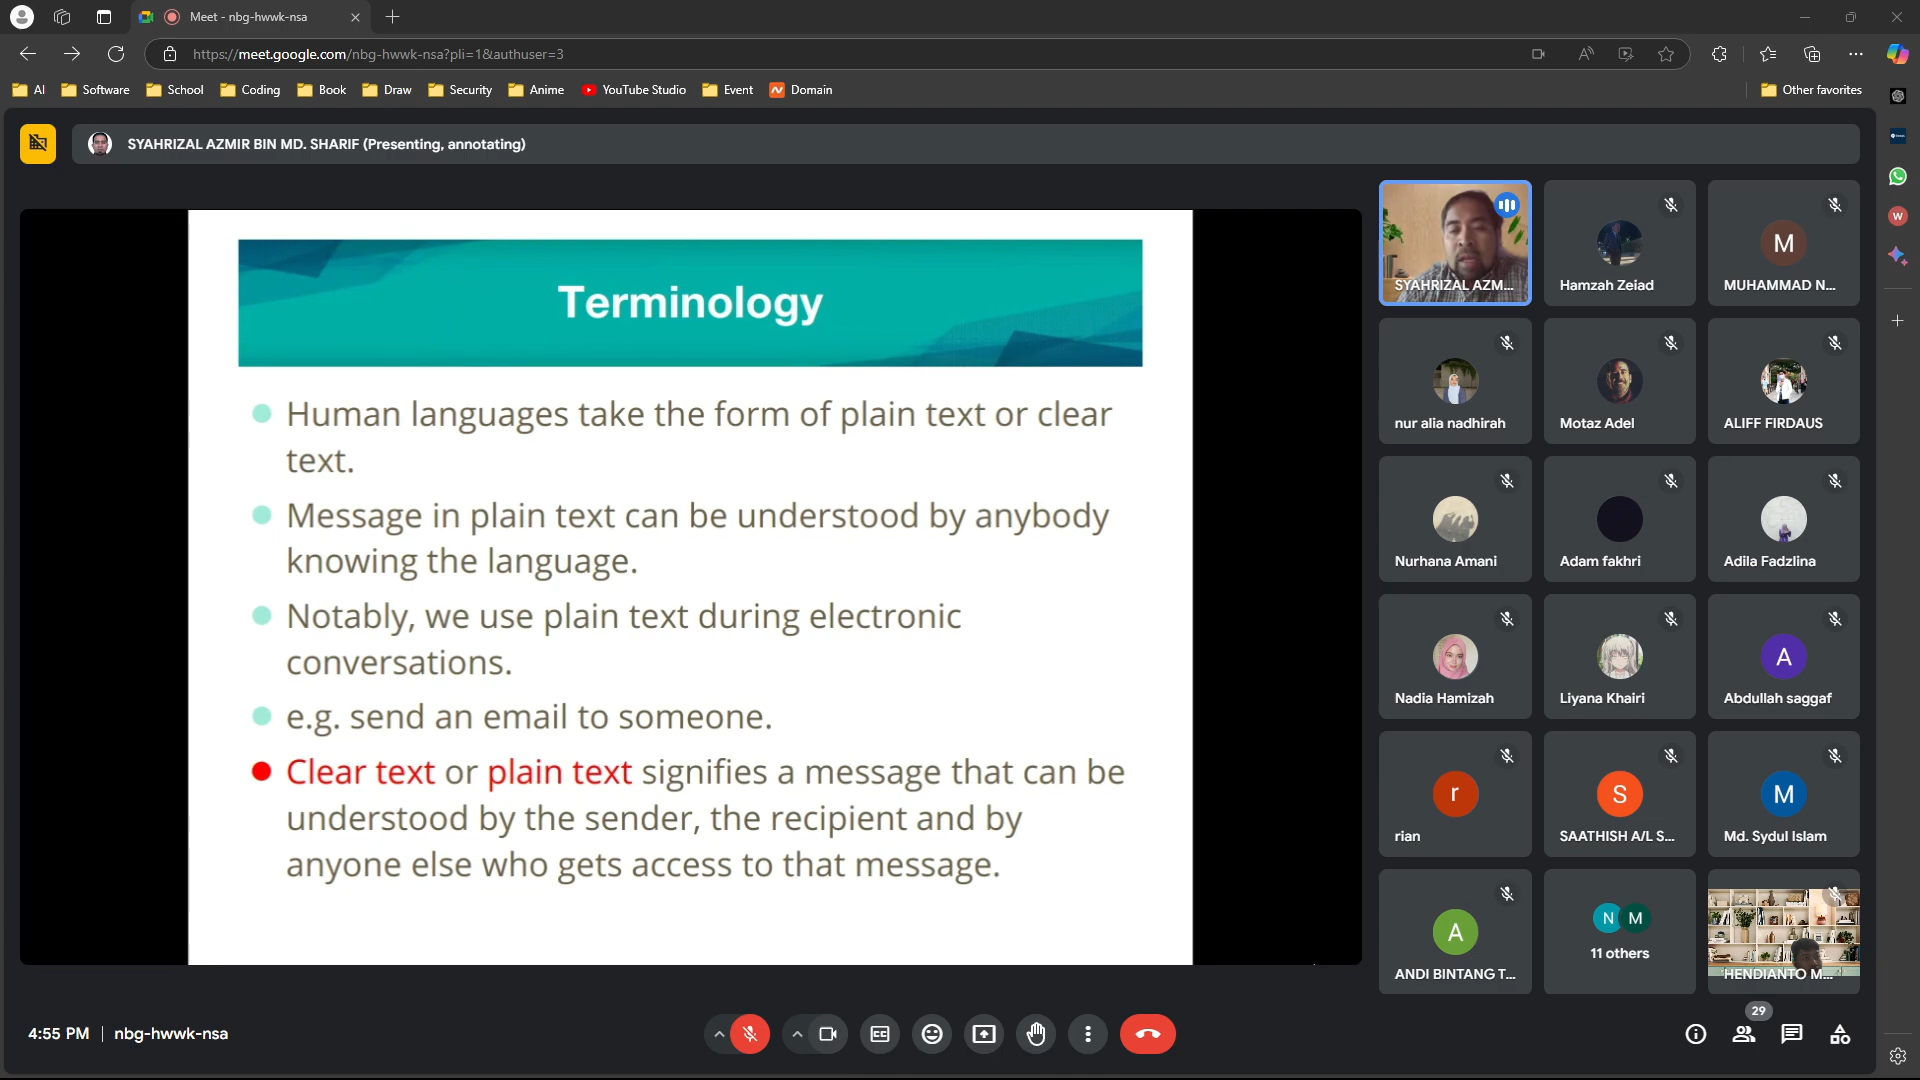 Meet - nbg-hwwk-nsa
https://meet.google.com/nbg-hwwk-nsa?pli=1&authuser=3
AI Software School Coding Book Draw Security Anime YouTube Studio Event Domain Other favorites
SYAHRIZAL AZMIR BIN MD. SHARIF (Presenting, annotating)
Terminology
Human languages take the form of plain text or clear
text.
Message in plain text can be understood by anybody
knowing the language.
Notably, we use plain text during electronic
conversations.
e.g. send an email to someone.
Clear text or plain text signifies a message that can be
understood by the sender, the recipient and by
anyone else who gets access to that message.
SYAHRIZAL AZM...
Hamzah Zeiad
M
MUHAMMAD N...
nur alia nadhirah
Motaz Adel
ALIFF FIRDAUS
Nurhana Amani
Adam fakhri
Adila Fadzlina
Nadia Hamizah
Liyana Khairi
A
Abdullah saggaf
r
rian
S
SAATHISH A/L S...
M
Md. Sydul Islam
A
ANDI BINTANG T...
N M
11 others
HENDIANTO M...
W
4:55 PM | nbg-hwwk-nsa
29